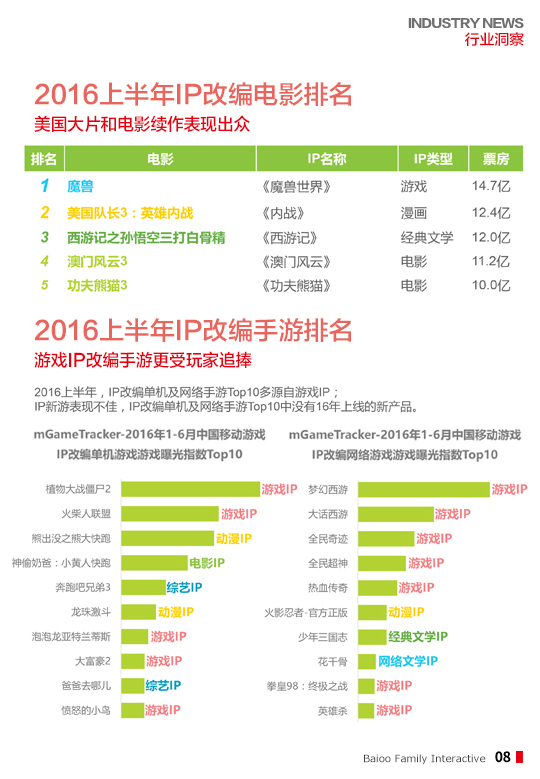 INDUSTRY NEWS
行业洞察
2016上半年IP改编电影排名
美国大片和电影续作表现出众
排名 电影 IP名称 IP类型 票房
1 魔兽 《魔兽世界》 游戏 14.7亿
2 美国队长3：英雄内战 《内战》 漫画 12.4亿
3 西游记之孙悟空三打白骨精 《西游记》 经典文学 12.0亿
4 澳门风云3 《澳门风云》 电影 11.2亿
5 功夫熊猫3 《功夫熊猫》 电影 10.0亿
2016上半年IP改编手游排名
游戏IP改编手游更受玩家追捧
2016上半年，IP改编单机及网络手游Top10多源自游戏IP；
IP新游表现不佳，IP改编单机及网络手游Top10中没有16年上线的新产品。
mGameTracker-2016年1-6月中国移动游戏
IP改编单机游戏游戏曝光指数Top10
植物大战僵尸2 游戏IP
火柴人联盟 游戏IP
熊出没之熊大快跑 动漫IP
神偷奶爸：小黄人快跑 电影IP
奔跑吧兄弟3 综艺IP
龙珠激斗 动漫IP
泡泡龙亚特兰蒂斯 游戏IP
大富豪2 游戏IP
爸爸去哪儿 综艺IP
愤怒的小鸟 游戏IP
mGameTracker-2016年1-6月中国移动游戏
IP改编网络游戏游戏曝光指数Top10
梦幻西游 游戏IP
大话西游 游戏IP
全民奇迹 游戏IP
全民超神 游戏IP
热血传奇 游戏IP
火影忍者·官方正版 动漫IP
少年三国志 经典文学IP
花千骨 网络文学IP
拳皇98：终极之战 游戏IP
英雄杀 游戏IP
Baioo Family Interactive 08